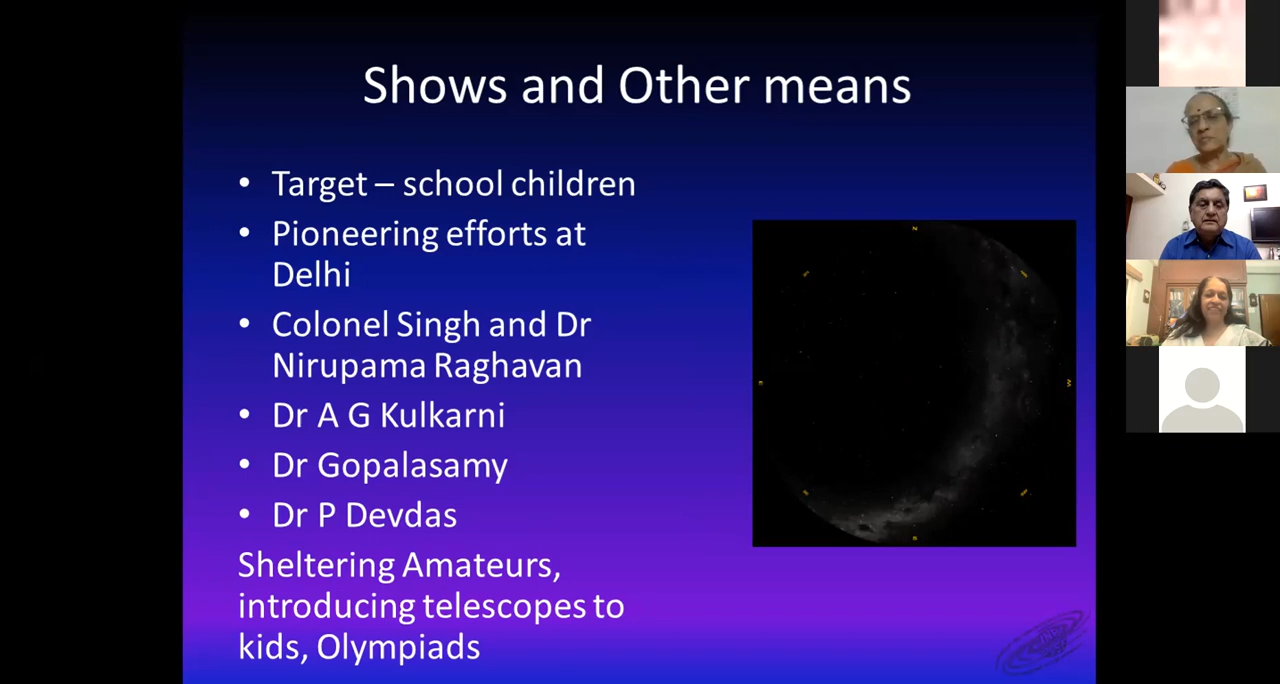 Shows and Other means
• Target – school children
• Pioneering efforts at
Delhi
• Colonel Singh and Dr
Nirupama Raghavan
• Dr A G Kulkarni
• Dr Gopalasamy
• Dr P Devdas
Sheltering Amateurs,
introducing telescopes to
kids, Olympiads
N
E
W
S